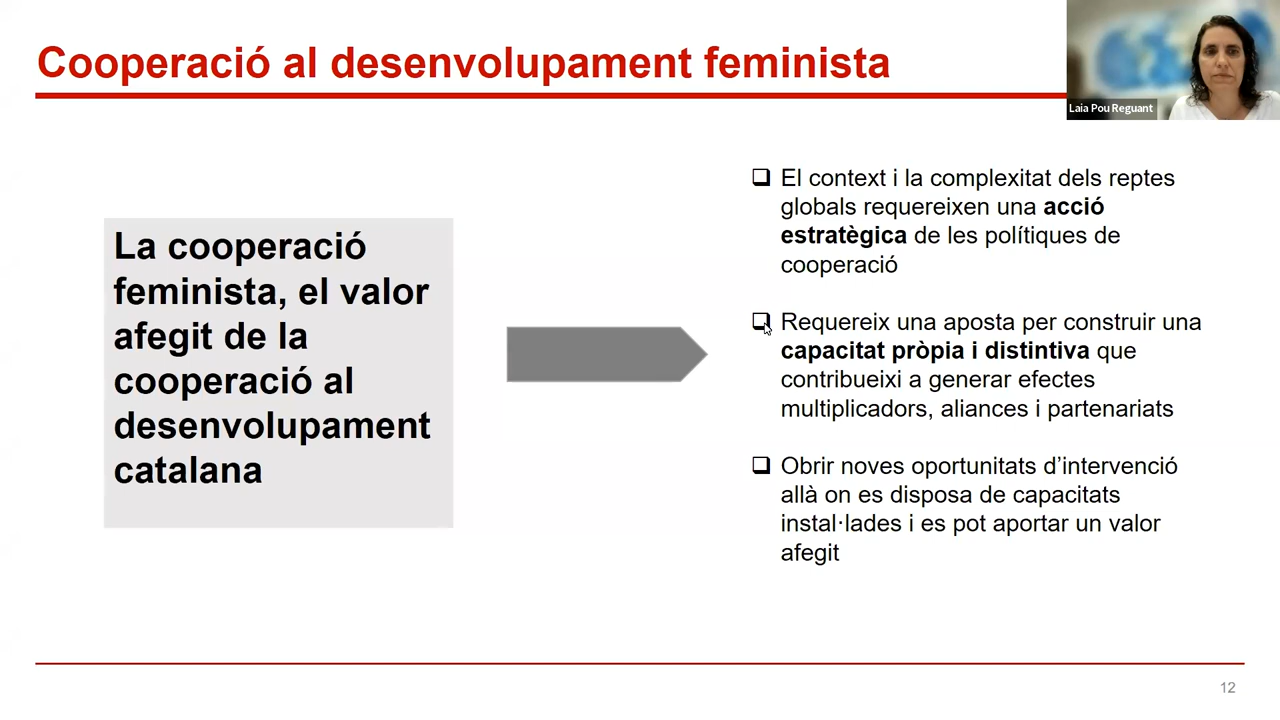 Cooperació al desenvolupament feminista
Laia Pou Reguant
La cooperació
feminista, el valor
afegit de la
cooperació al
desenvolupament
catalana
❑ El context i la complexitat dels reptes
globals requereixen una acció
estratègica de les polítiques de
cooperació
❑ Requereix una aposta per construir una
capacitat pròpia i distintiva que
contribueixi a generar efectes
multiplicadors, aliances i partenariats
❑ Obrir noves oportunitats d’intervenció
allà on es disposa de capacitats
instal·lades i es pot aportar un valor
afegit
12